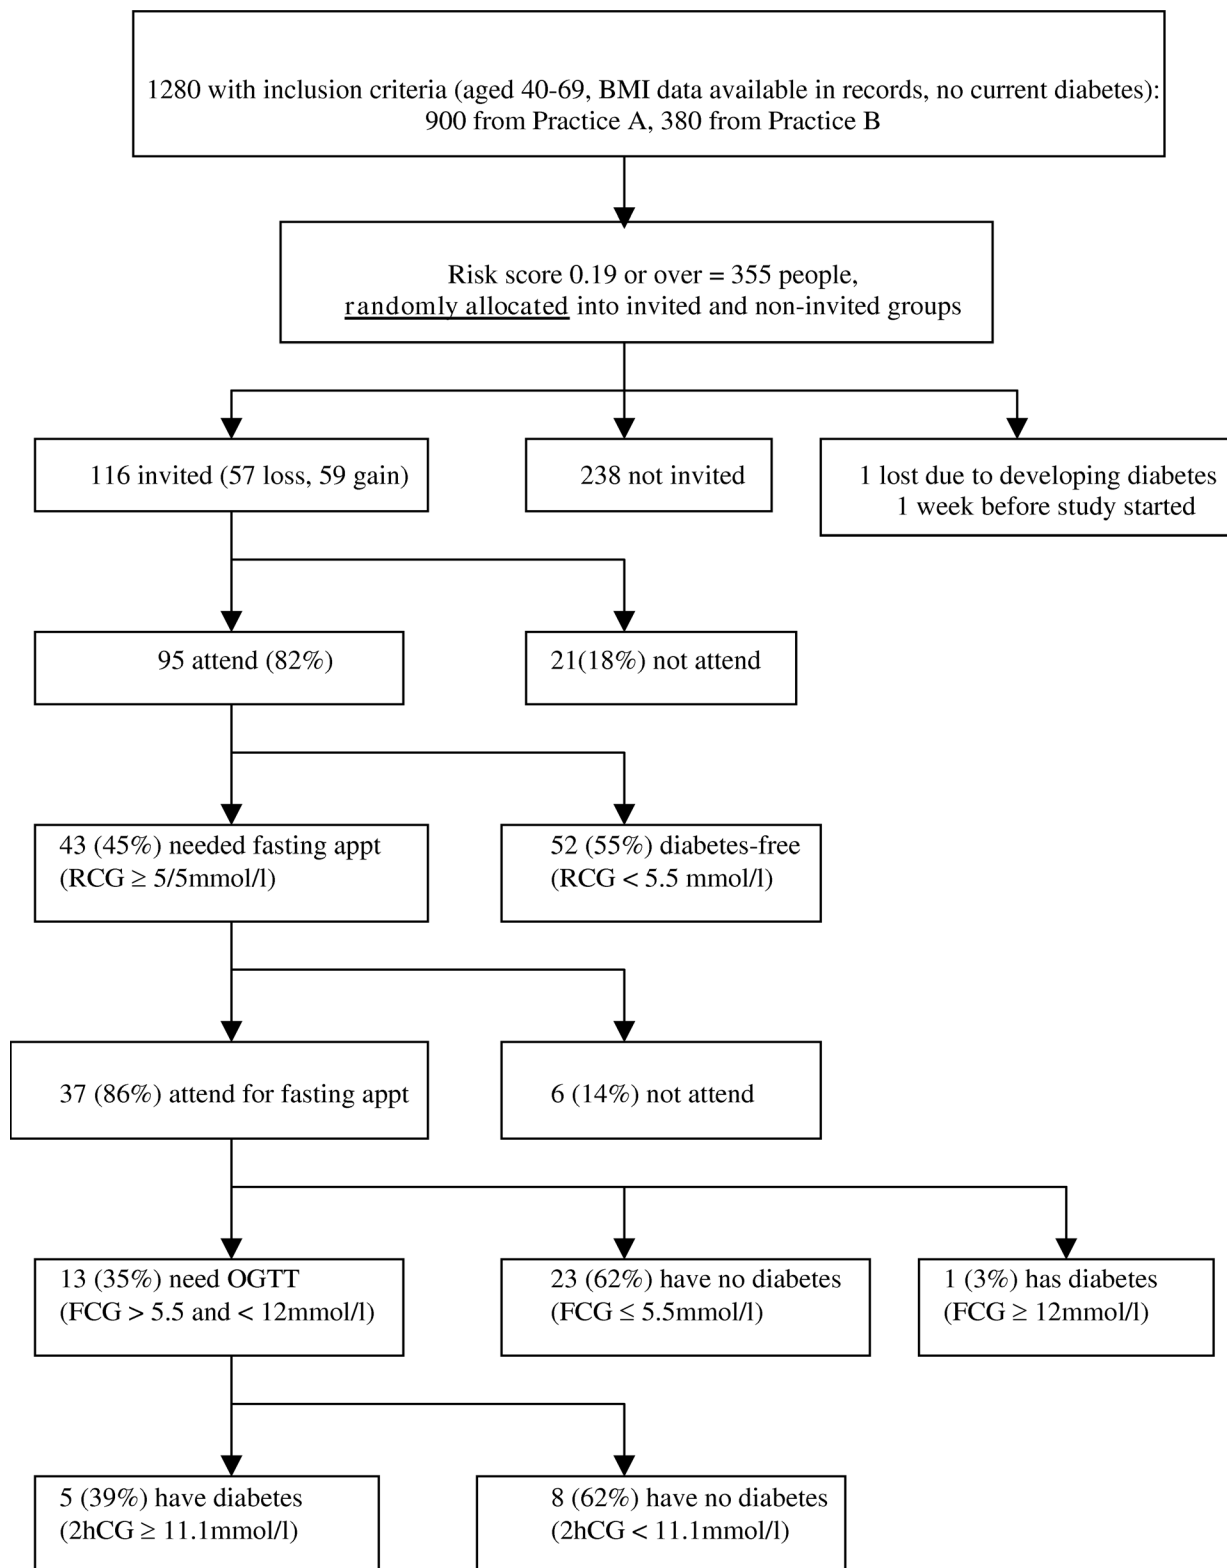 1280 with inclusion criteria (aged 40-69, BMI data available in records, no current diabetes):
900 from Practice A, 380 from Practice B
Risk score 0.19 or over = 355 people,
randomly allocated into invited and non-invited groups
116 invited (57 loss, 59 gain)
238 not invited
1 lost due to developing diabetes
1 week before study started
95 attend (82%)
21(18%) not attend
43 (45%) needed fasting appt
(RCG ≥ 5/5mmol/l)
52 (55%) diabetes-free
(RCG < 5.5 mmol/l)
37 (86%) attend for fasting appt
6 (14%) not attend
13 (35%) need OGTT
(FCG > 5.5 and < 12mmol/l)
23 (62%) have no diabetes
(FCG ≤ 5.5mmol/l)
1 (3%) has diabetes
(FCG ≥ 12mmol/l)
5 (39%) have diabetes
(2hCG ≥ 11.1mmol/l)
8 (62%) have no diabetes
(2hCG < 11.1mmol/l)